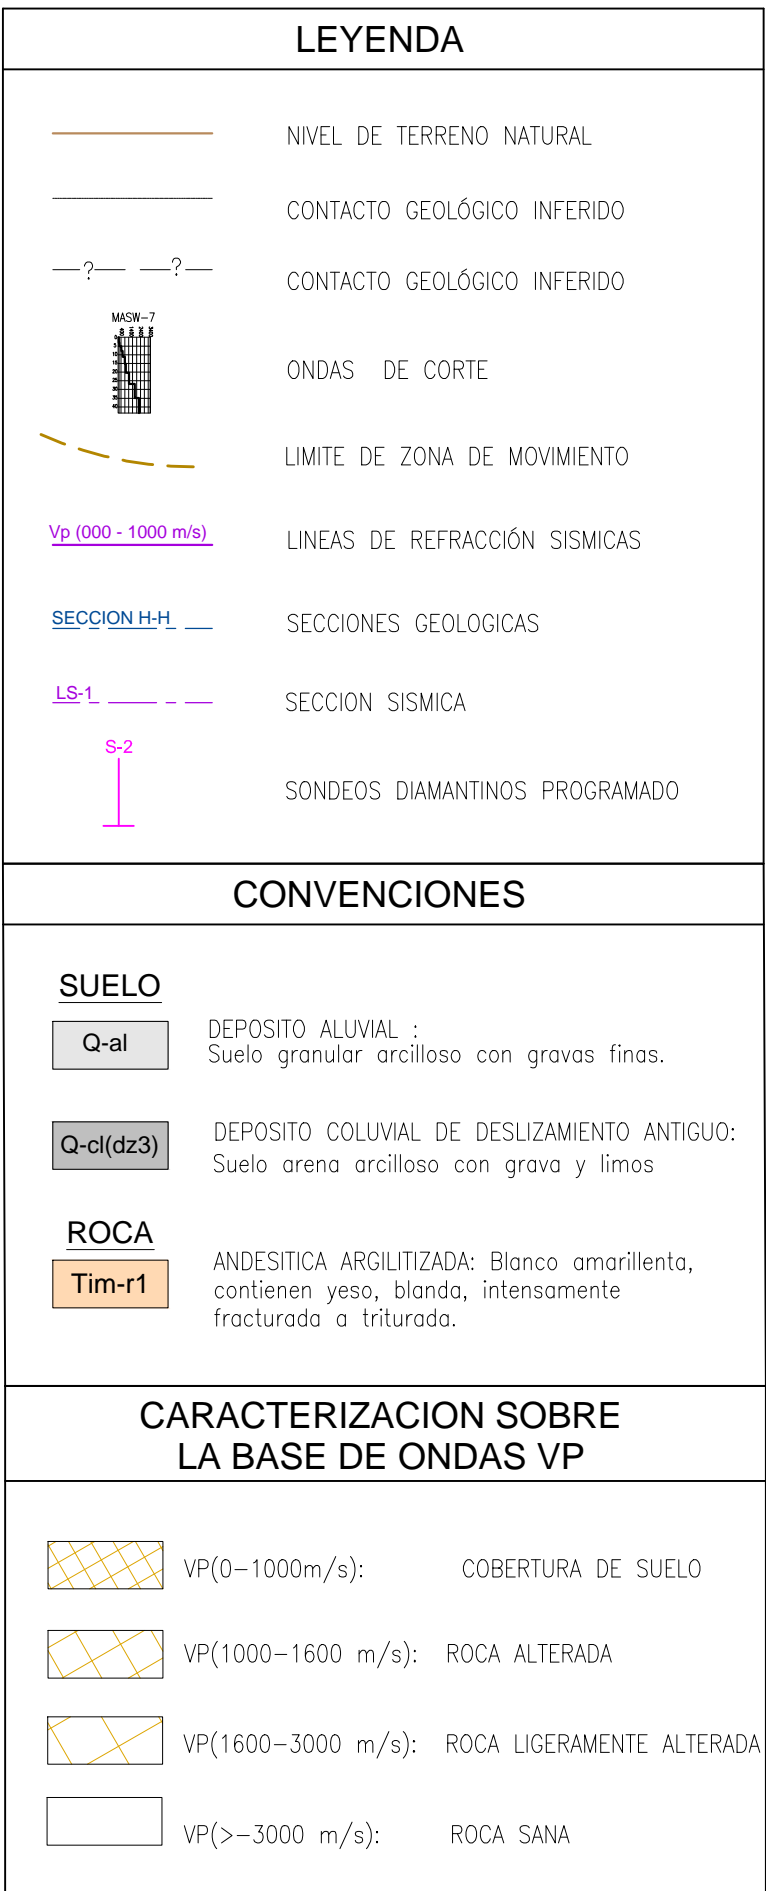 LEYENDA
NIVEL DE TERRENO NATURAL
CONTACTO GEOLÓGICO INFERIDO
?
?
CONTACTO GEOLÓGICO INFERIDO
MASW-7
ONDAS DE CORTE
LIMITE DE ZONA DE MOVIMIENTO
Vp (000 - 1000 m/s)
LINEAS DE REFRACCIÓN SISMICAS
SECCION H-H
SECCIONES GEOLOGICAS
LS-1
SECCION SISMICA
S-2
SONDEOS DIAMANTINOS PROGRAMADO
CONVENCIONES
SUELO
Q-al
DEPOSITO ALUVIAL :
Suelo granular arcilloso con gravas finas.
Q-cl(dz3)
DEPOSITO COLUVIAL DE DESLIZAMIENTO ANTIGUO:
Suelo arena arcilloso con grava y limos
ROCA
Tim-r1
ANDESITICA ARGILITIZADA: Blanco amarillenta,
contienen yeso, blanda, intensamente
fracturada a triturada.
CARACTERIZACION SOBRE
LA BASE DE ONDAS VP
VP(0-1000m/s): COBERTURA DE SUELO
VP(1000-1600 m/s): ROCA ALTERADA
VP(1600-3000 m/s): ROCA LIGERAMENTE ALTERADA
VP(>-3000 m/s): ROCA SANA